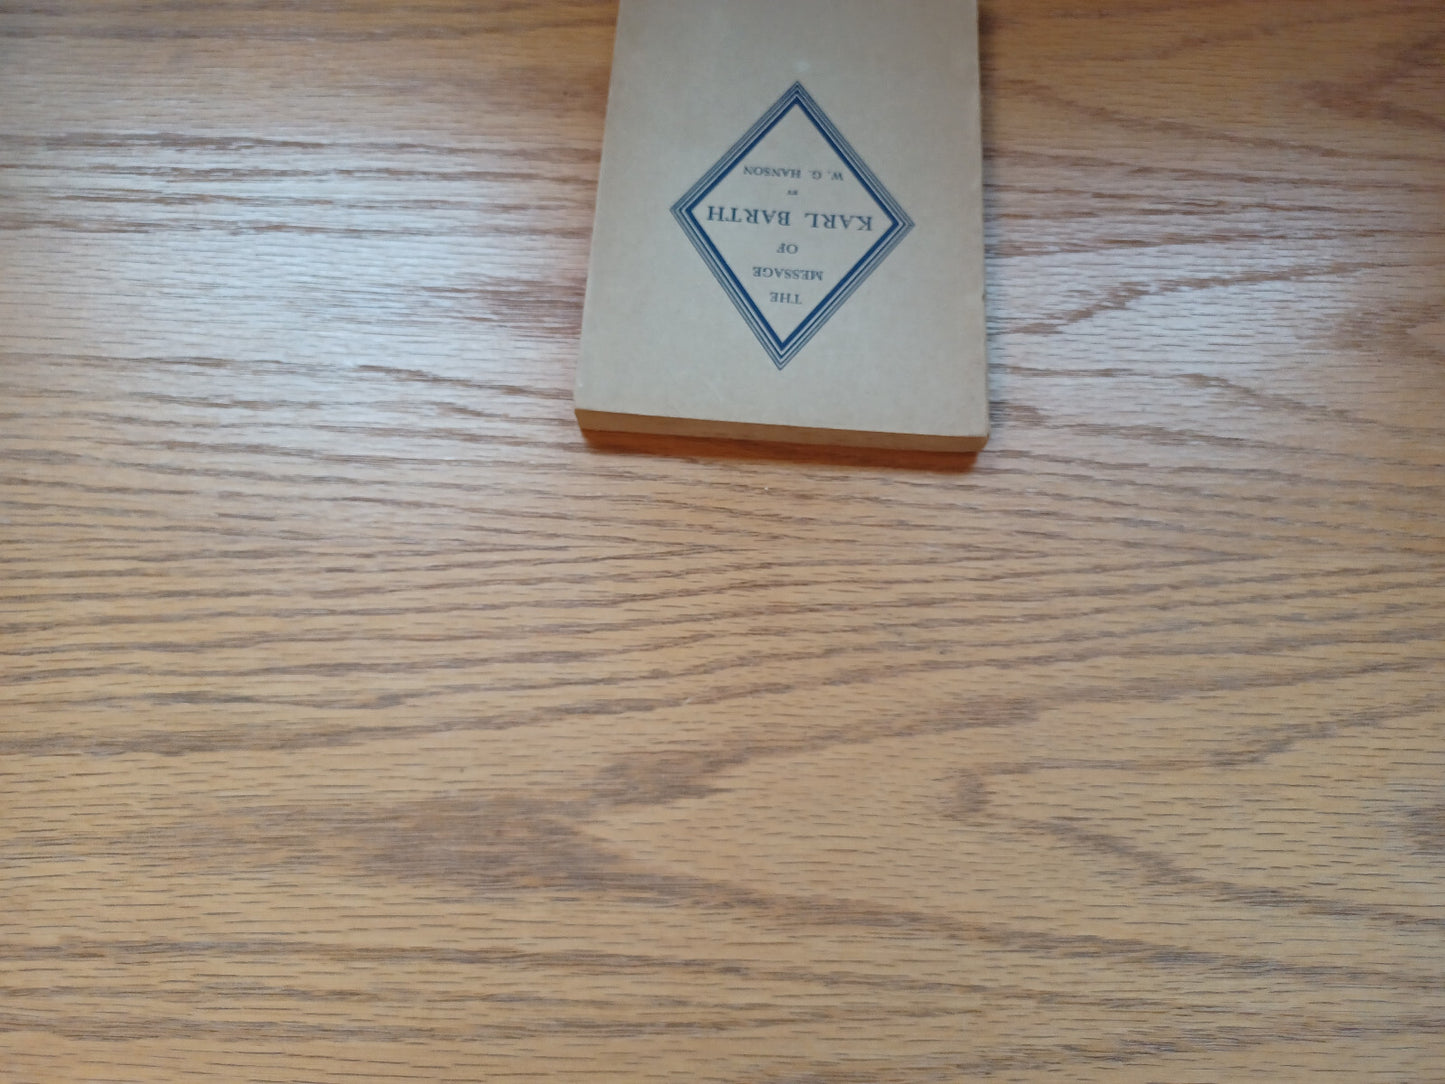 THE
MESSAGE
OF
KARL BARTH
BY
W. G. HANSON